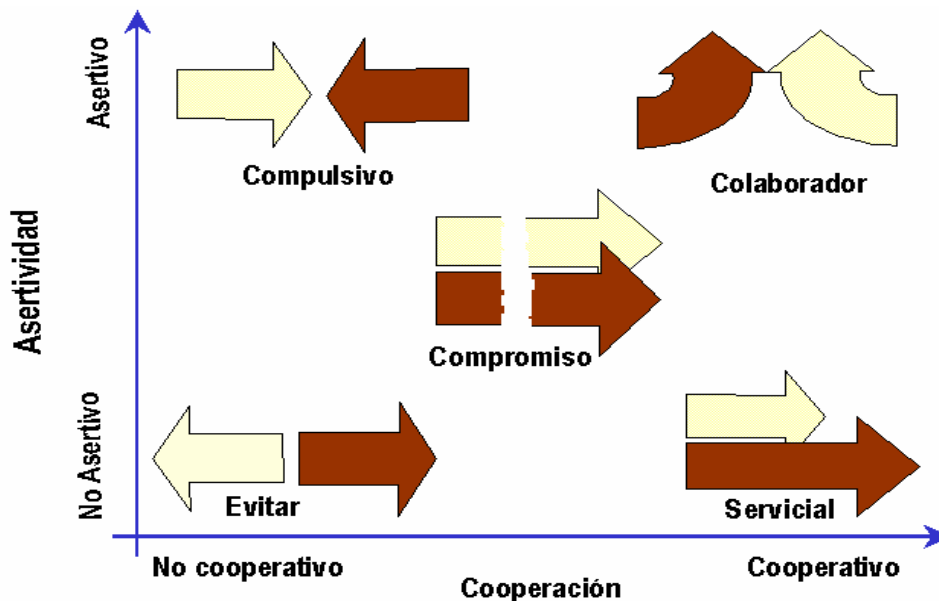 Asertivo
Compulsivo
Colaborador
Asertividad
Compromiso
No Asertivo
Evitar
Servicial
No cooperativo
Cooperativo
Cooperación